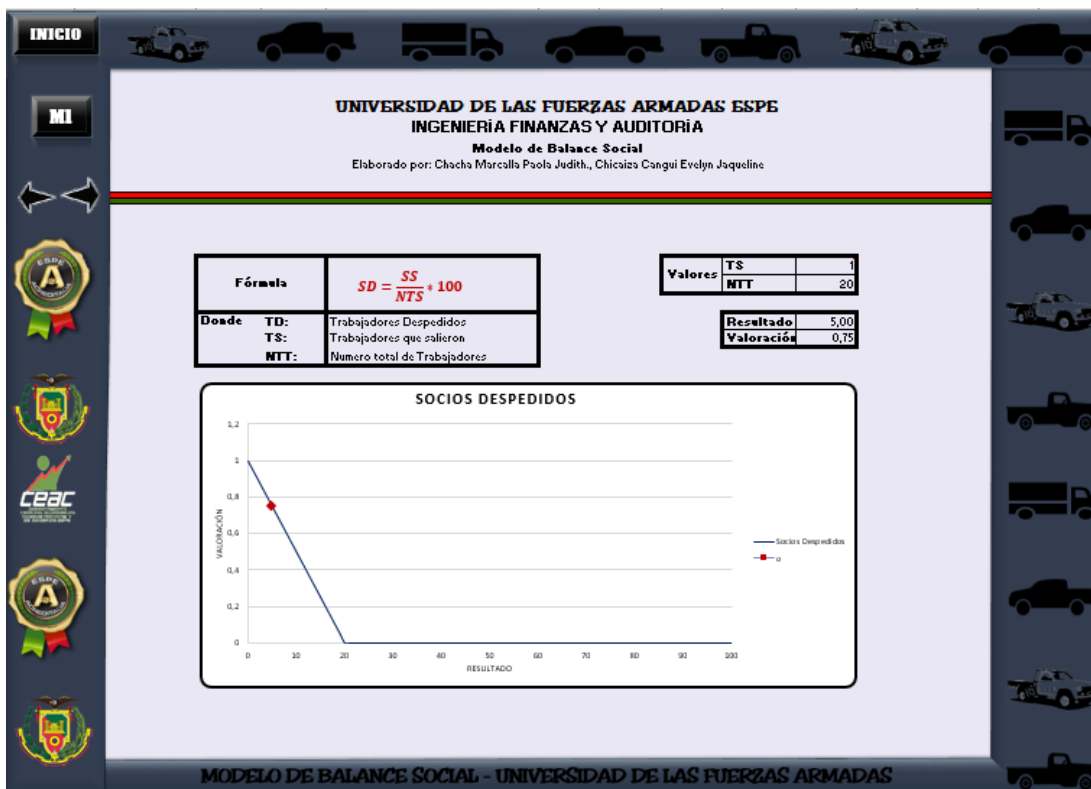 INICIO
M1
UNIVERSIDAD DE LAS FUERZAS ARMADAS ESPE
INGENIERÍA FINANZAS Y AUDITORÍA
Modelo de Balance Social
Elaborado por: Chacha Marcalla Paola Judith., Chicaiza Cangui Evelyn Jaqueline
Fórmula
SD = SS / NTS * 100
Donde TD: Trabajadores Despedidos
TS: Trabajadores que salieron
NTT: Numero total de Trabajadores
Valores TS 1
NTT 20
Resultado 5,00
Valoración 0,75
SOCIOS DESPEDIDOS
1,2
1
0,8
0,6
0,4
0,2
0
VALORACIÓN
0 10 20 30 40 50 60 70 80 90 100
RESULTADO
Socios Despedidos
ESPE
A
ceac
ESPE
A
MODELO DE BALANCE SOCIAL - UNIVERSIDAD DE LAS FUERZAS ARMADAS